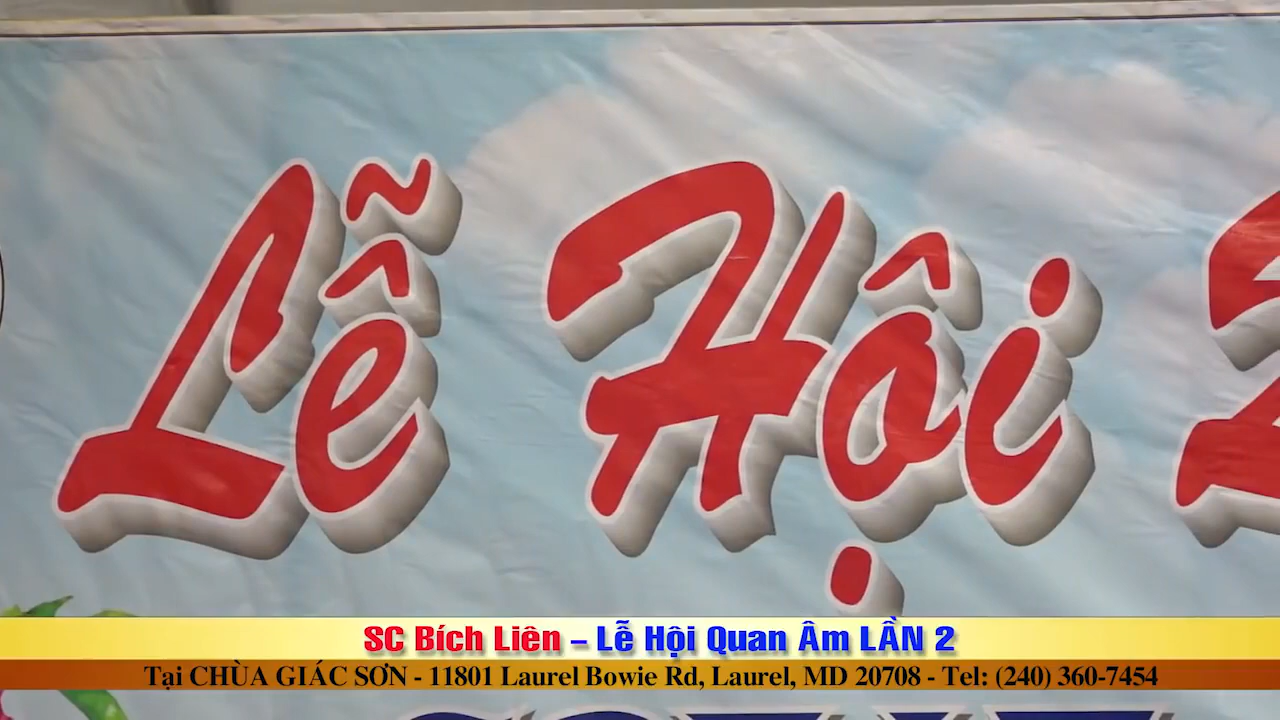 Lễ Hội
SC Bích Liên – Lễ Hội Quan Âm LẦN 2
Tại CHÙA GIÁC SƠN - 11801 Laurel Bowie Rd, Laurel, MD 20708 - Tel: (240) 360-7454